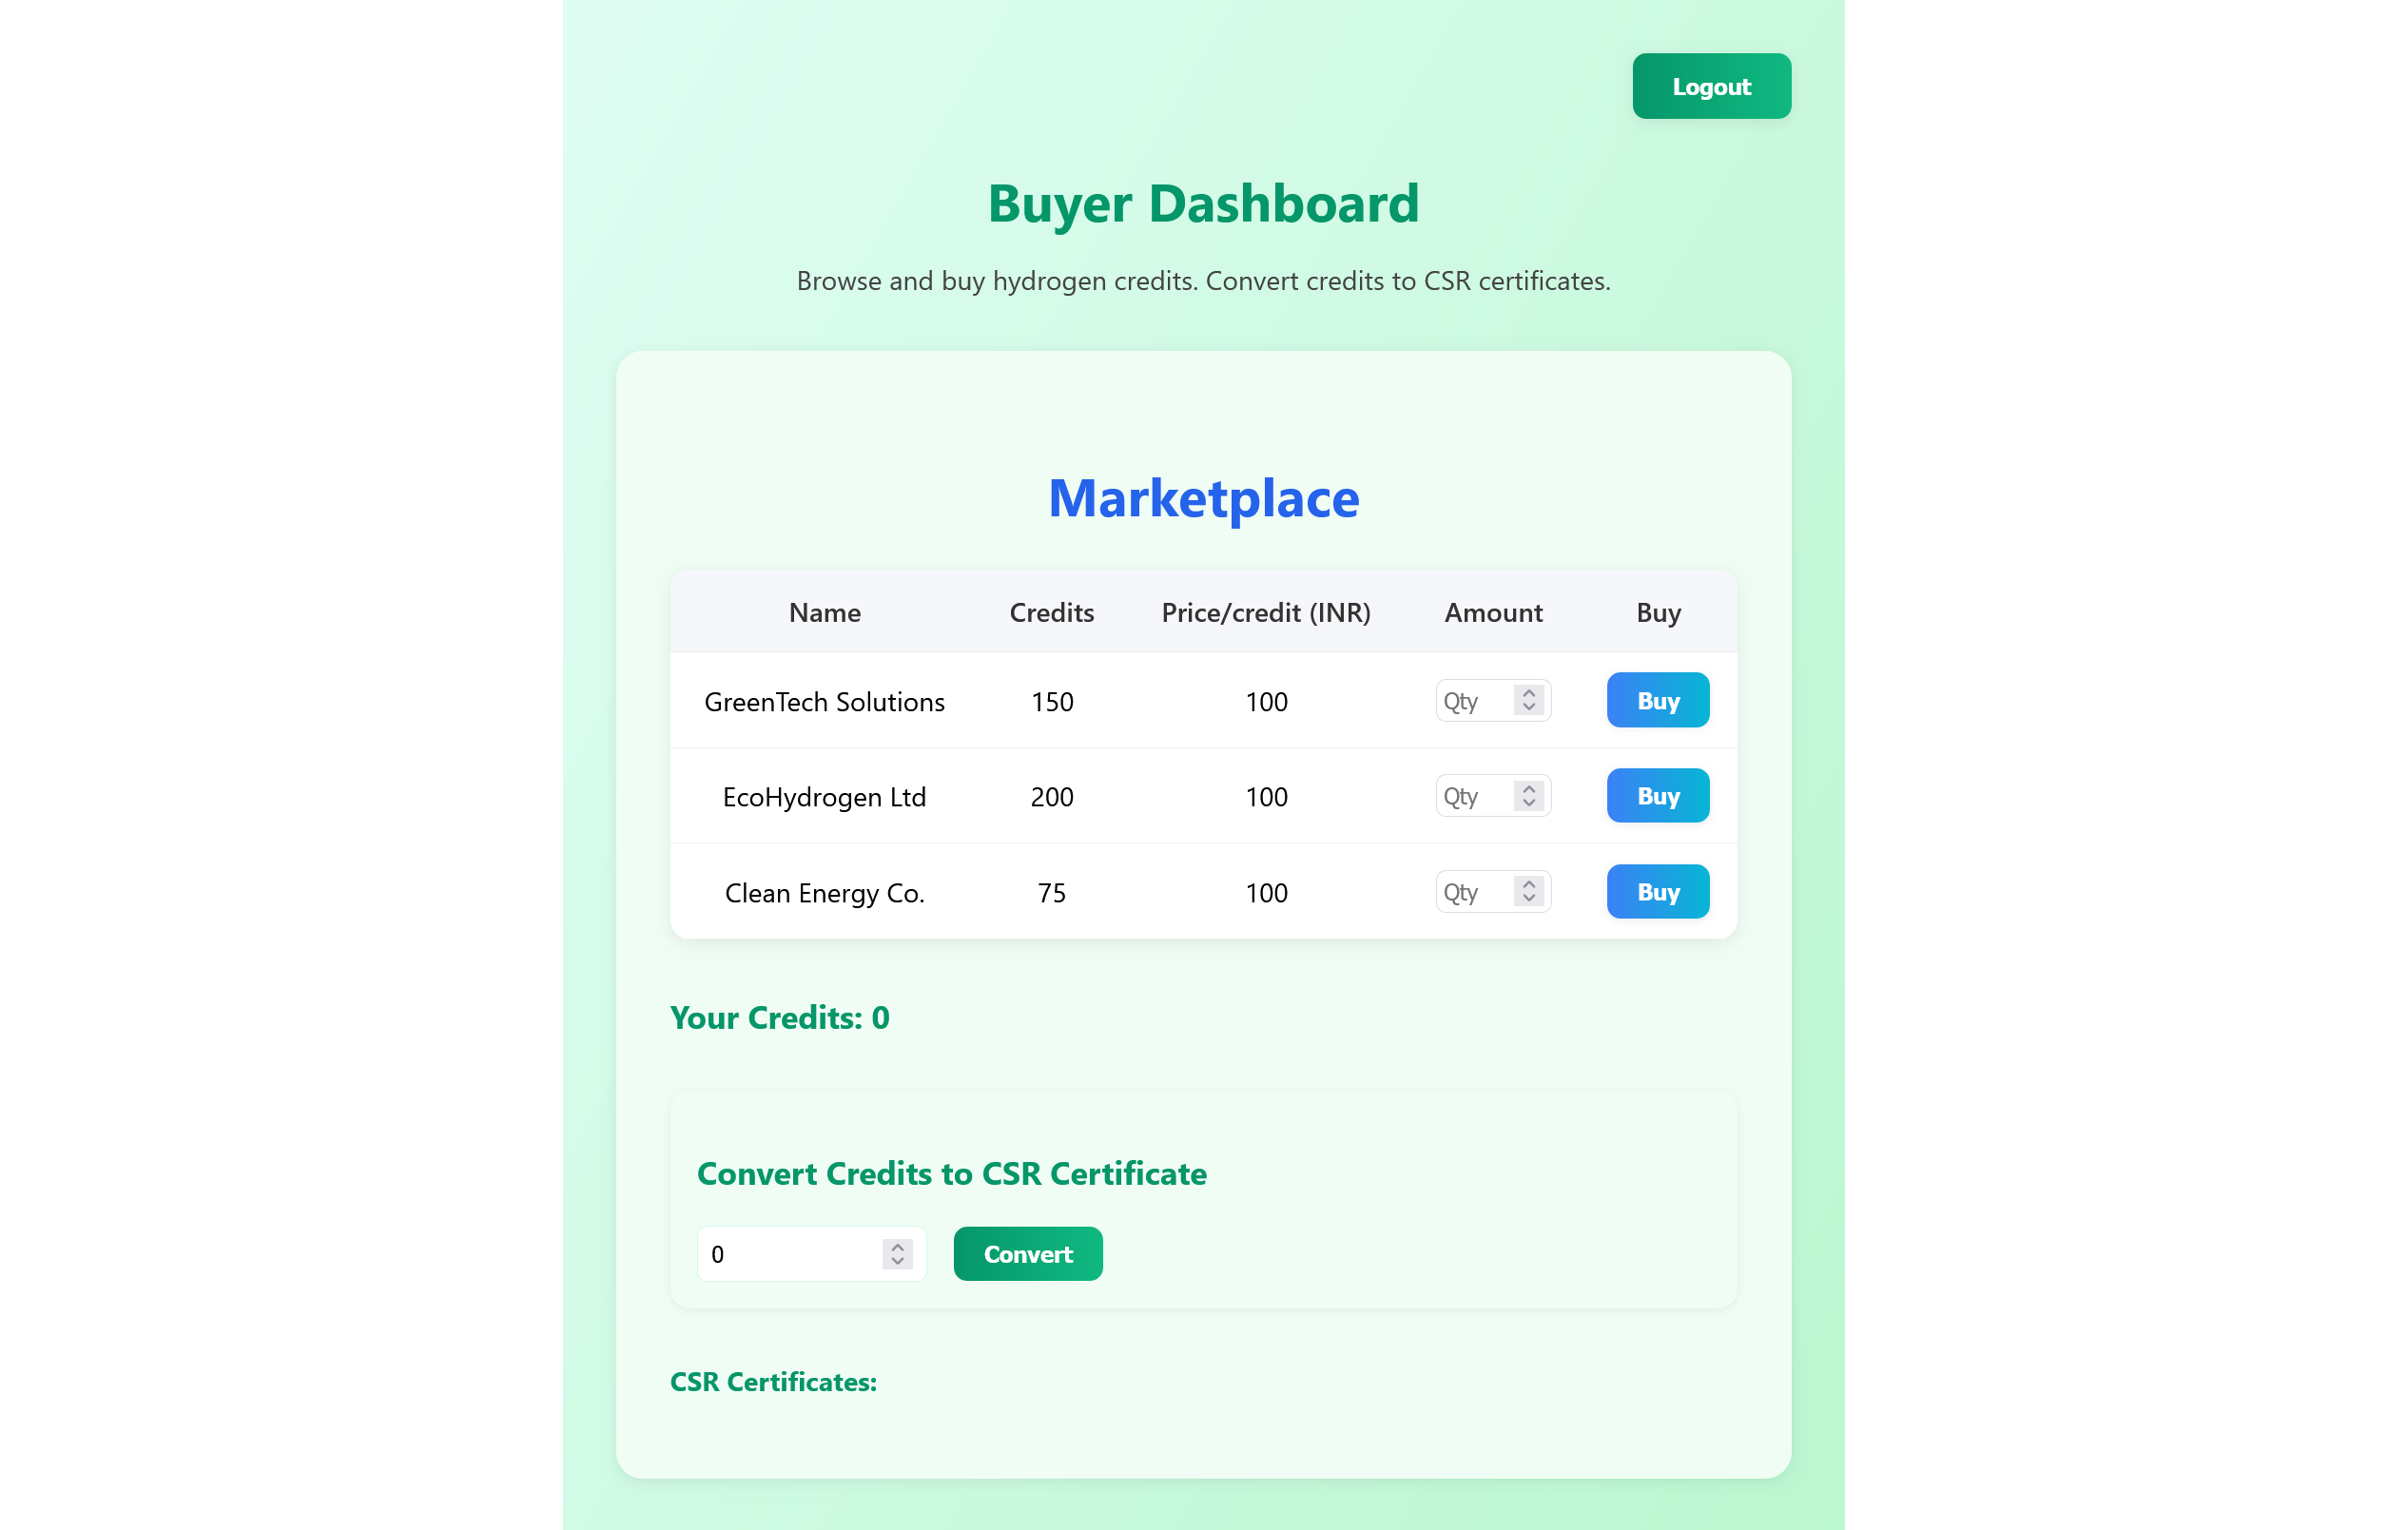 Logout
Buyer Dashboard
Browse and buy hydrogen credits. Convert credits to CSR certificates.
Marketplace
Name Credits Price/credit (INR) Amount Buy
GreenTech Solutions 150 100 Qty Buy
EcoHydrogen Ltd 200 100 Qty Buy
Clean Energy Co. 75 100 Qty Buy
Your Credits: 0
Convert Credits to CSR Certificate
0 Convert
CSR Certificates: